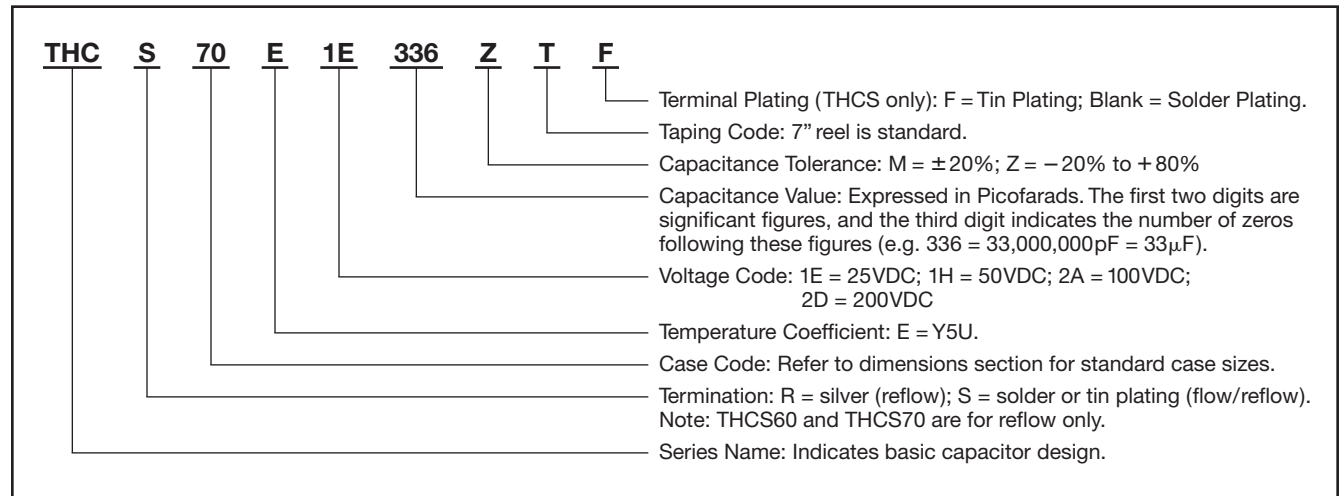 THC S 70 E 1E 336 Z T F
Terminal Plating (THCS only): F = Tin Plating; Blank = Solder Plating.
Taping Code: 7” reel is standard.
Capacitance Tolerance: M = ±20%; Z = −20% to +80%
Capacitance Value: Expressed in Picofarads. The first two digits are
significant figures, and the third digit indicates the number of zeros
following these figures (e.g. 336 = 33,000,000pF = 33μF).
Voltage Code: 1E = 25VDC; 1H = 50VDC; 2A = 100VDC;
2D = 200VDC
Temperature Coefficient: E = Y5U.
Case Code: Refer to dimensions section for standard case sizes.
Termination: R = silver (reflow); S = solder or tin plating (flow/reflow).
Note: THCS60 and THCS70 are for reflow only.
Series Name: Indicates basic capacitor design.